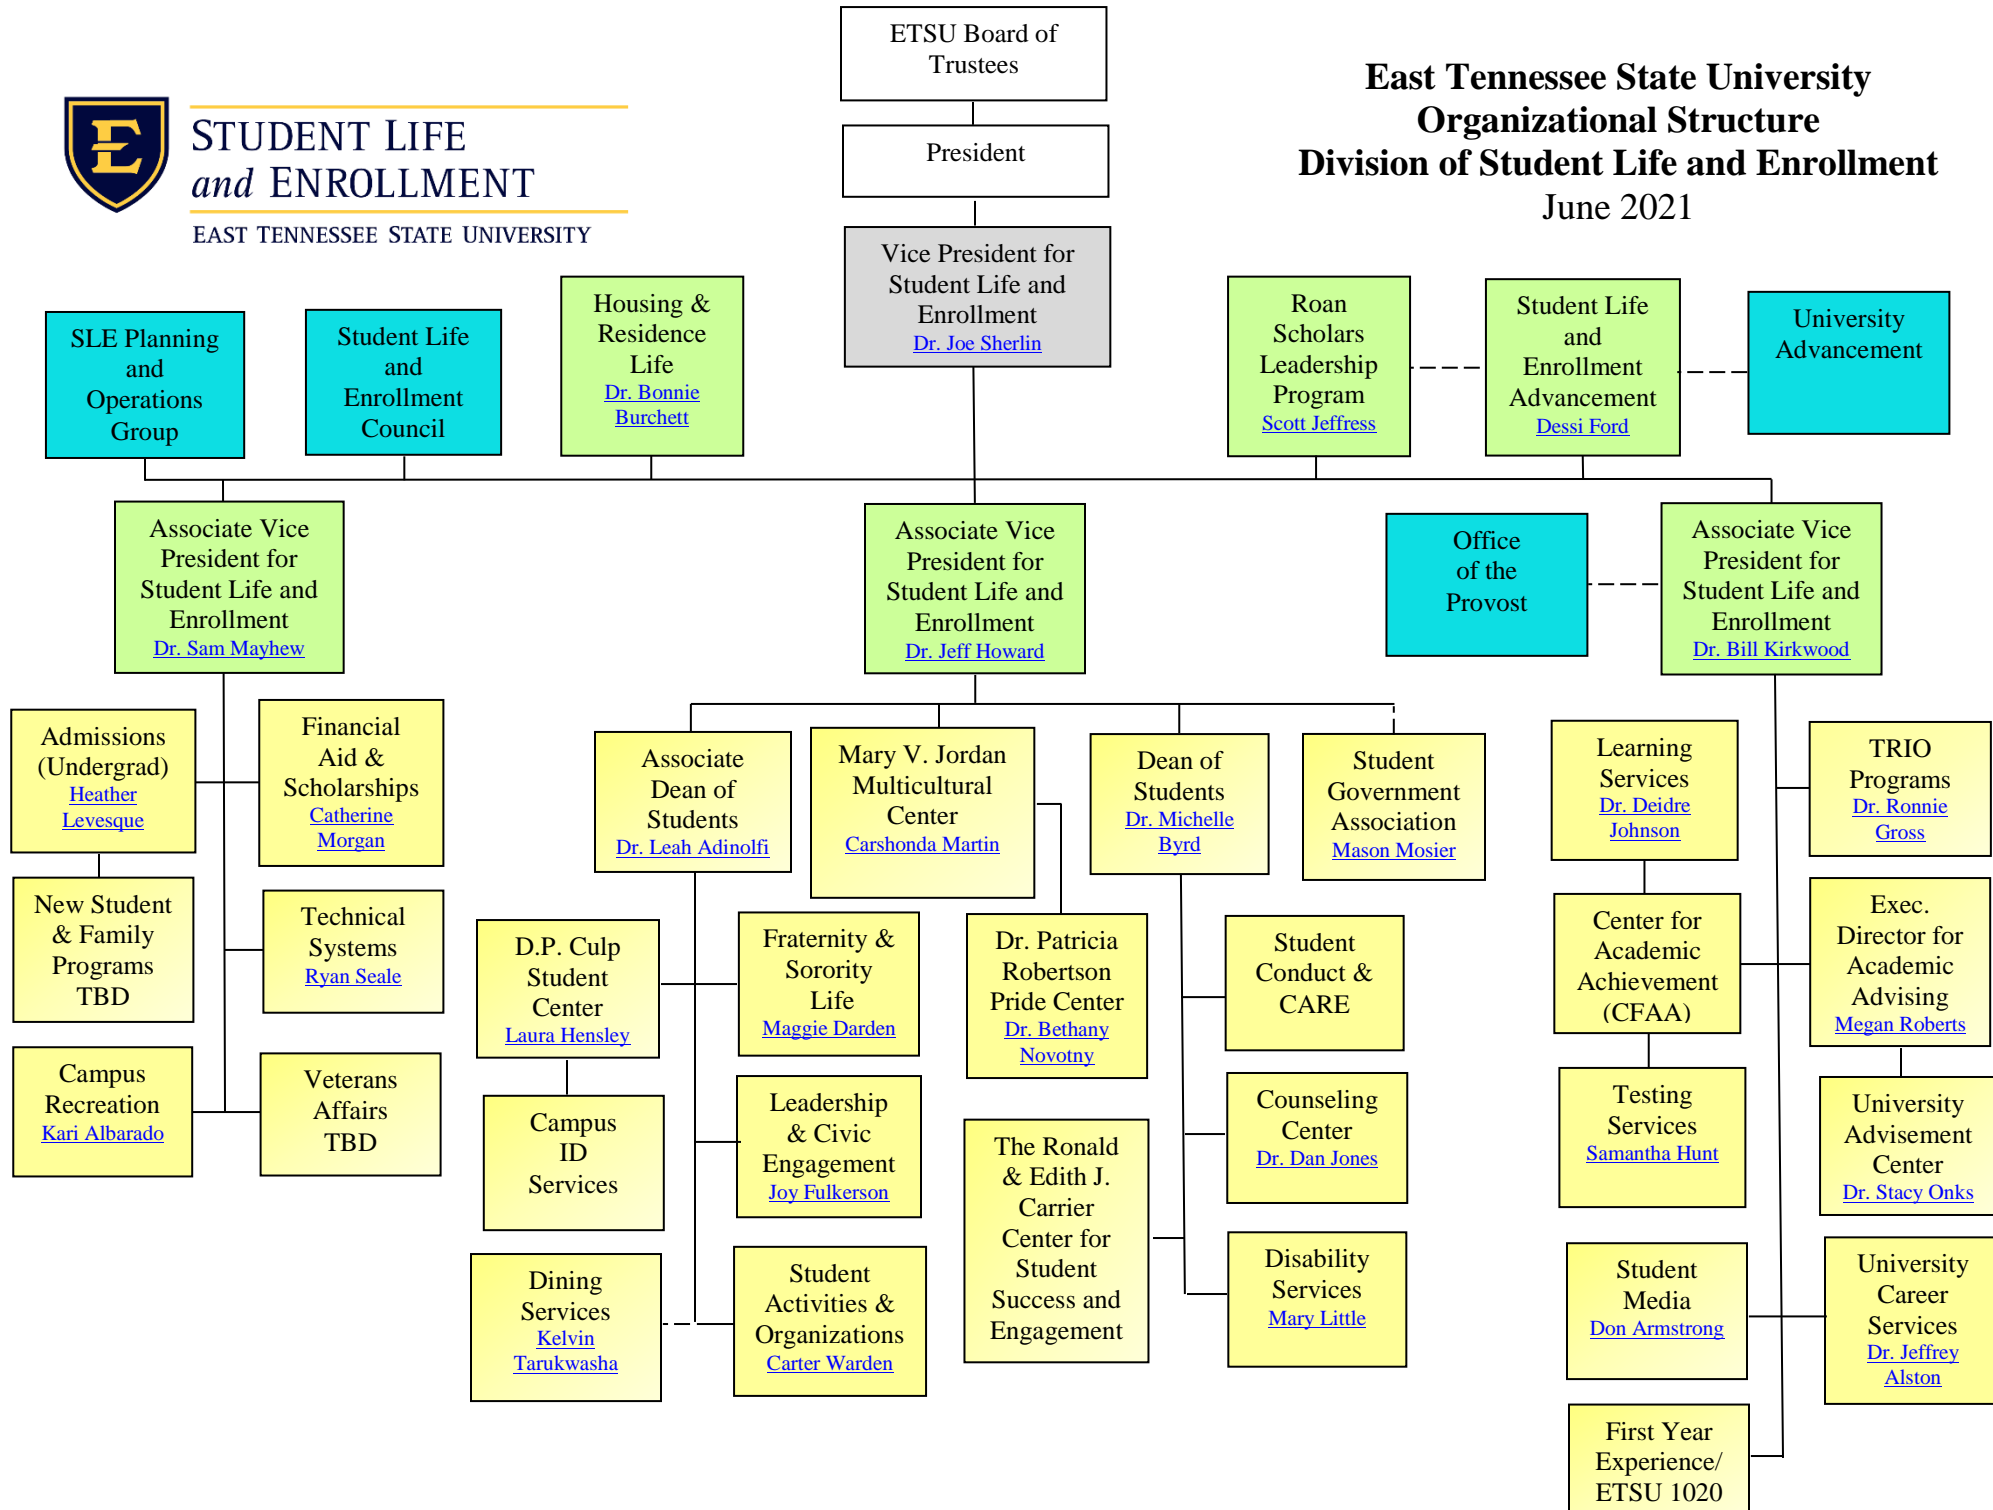 ETSU Board of
Trustees
East Tennessee State University
Organizational Structure
Division of Student Life and Enrollment
June 2021
E
STUDENT LIFE
and ENROLLMENT
EAST TENNESSEE STATE UNIVERSITY
President
Vice President for
Student Life and
Enrollment
Dr. Joe Sherlin
SLE Planning
and
Operations
Group
Student Life
and
Enrollment
Council
Housing &
Residence
Life
Dr. Bonnie
Burchett
Roan
Scholars
Leadership
Program
Scott Jeffress
Student Life
and
Enrollment
Advancement
Dessi Ford
University
Advancement
Associate Vice
President for
Student Life and
Enrollment
Dr. Sam Mayhew
Associate Vice
President for
Student Life and
Enrollment
Dr. Jeff Howard
Office
of the
Provost
Associate Vice
President for
Student Life and
Enrollment
Dr. Bill Kirkwood
Admissions
(Undergrad)
Heather
Levesque
Financial
Aid &
Scholarships
Catherine
Morgan
New Student
& Family
Programs
TBD
Technical
Systems
Ryan Seale
Campus
Recreation
Kari Albarado
Veterans
Affairs
TBD
Associate
Dean of
Students
Dr. Leah Adinolfi
Mary V. Jordan
Multicultural
Center
Carshonda Martin
Dean of
Students
Dr. Michelle
Byrd
Student
Government
Association
Mason Mosier
D.P. Culp
Student
Center
Laura Hensley
Fraternity &
Sorority
Life
Maggie Darden
Dr. Patricia
Robertson
Pride Center
Dr. Bethany
Novotny
Student
Conduct &
CARE
Campus
ID
Services
Leadership
& Civic
Engagement
Joy Fulkerson
The Ronald
& Edith J.
Carrier
Center for
Student
Success and
Engagement
Counseling
Center
Dr. Dan Jones
Dining
Services
Kelvin
Tarukwasha
Student
Activities &
Organizations
Carter Warden
Disability
Services
Mary Little
Learning
Services
Dr. Deidre
Johnson
TRIO
Programs
Dr. Ronnie
Gross
Center for
Academic
Achievement
(CFAA)
Exec.
Director for
Academic
Advising
Megan Roberts
Testing
Services
Samantha Hunt
University
Advisement
Center
Dr. Stacy Onks
Student
Media
Don Armstrong
University
Career
Services
Dr. Jeffrey
Alston
First Year
Experience/
ETSU 1020